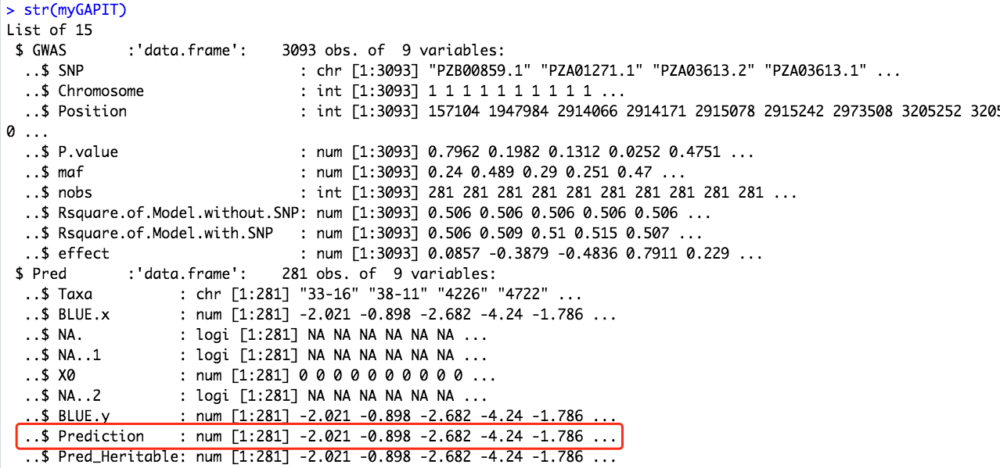 > str(myGAPIT)
List of 15
 $ GWAS      :'data.frame':    3093 obs. of  9 variables:
  ..$ SNP                      : chr [1:3093] "PZB00859.1" "PZA01271.1" "PZA03613.2" "PZA03613.1" ...
  ..$ Chromosome               : int [1:3093] 1 1 1 1 1 1 1 1 1 1 ...
  ..$ Position                 : int [1:3093] 157104 1947984 2914066 2914171 2915078 2915242 2973508 3205252 3205
0 ...
  ..$ P.value                  : num [1:3093] 0.7962 0.1982 0.1312 0.0252 0.4751 ...
  ..$ maf                      : num [1:3093] 0.24 0.489 0.29 0.251 0.47 ...
  ..$ nobs                     : int [1:3093] 281 281 281 281 281 281 281 281 281 281 ...
  ..$ Rsquare.of.Model.without.SNP: num [1:3093] 0.506 0.506 0.506 0.506 0.506 ...
  ..$ Rsquare.of.Model.with.SNP   : num [1:3093] 0.506 0.509 0.51 0.515 0.507 ...
  ..$ effect                   : num [1:3093] 0.0857 -0.3879 -0.4836 0.7911 0.229 ...
 $ Pred      :'data.frame':    281 obs. of  9 variables:
  ..$ Taxa          : chr [1:281] "33-16" "38-11" "4226" "4722" ...
  ..$ BLUE.x        : num [1:281] -2.021 -0.898 -2.682 -4.24 -1.786 ...
  ..$ NA.           : logi [1:281] NA NA NA NA NA NA ...
  ..$ NA..1         : logi [1:281] NA NA NA NA NA NA ...
  ..$ X0            : num [1:281] 0 0 0 0 0 0 0 0 0 0 ...
  ..$ NA..2         : logi [1:281] NA NA NA NA NA NA ...
  ..$ BLUE.y        : num [1:281] -2.021 -0.898 -2.682 -4.24 -1.786 ...
  ..$ Prediction    : num [1:281] -2.021 -0.898 -2.682 -4.24 -1.786 ...
  ..$ Pred_Heritable: num [1:281] -2.021 -0.898 -2.682 -4.24 -1.786 ...